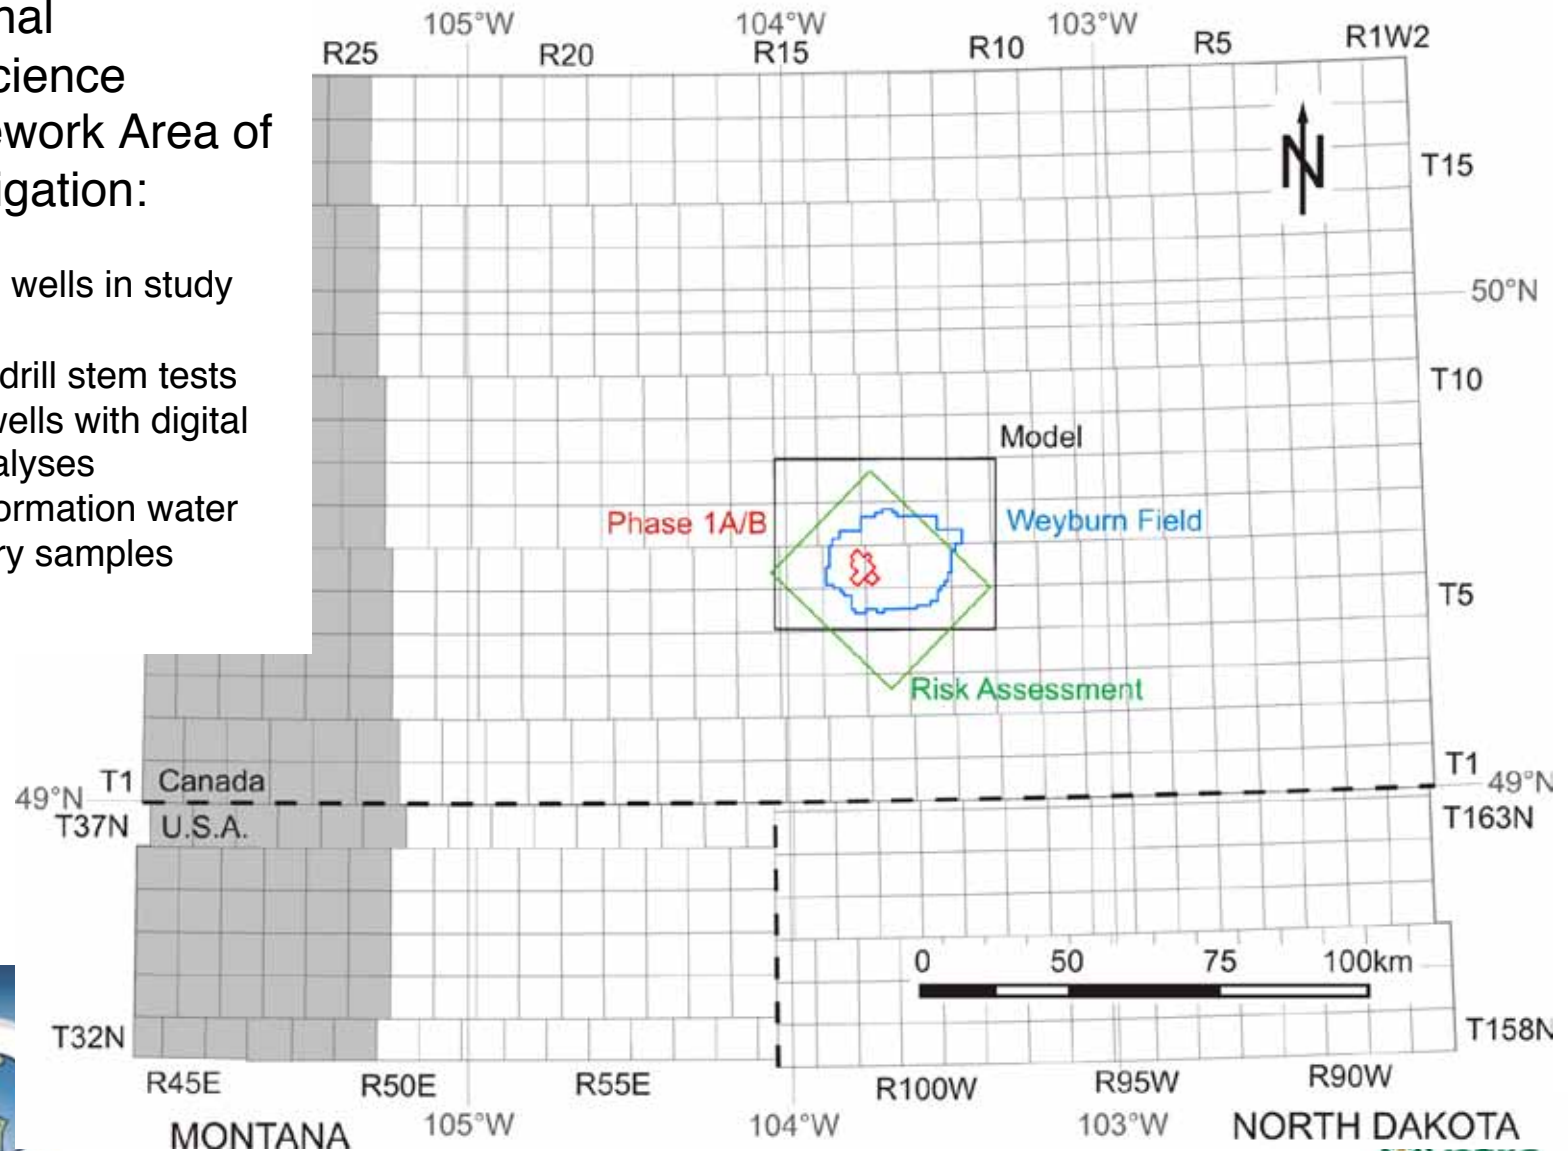 nal
cience
ework Area of
igation:
wells in study
drill stem tests
wells with digital
alyses
ormation water
ry samples
105°W 104°W 103°W
R25 R20 R15 R10 R5 R1W2
N
T15
50°N
T10
Model
Phase 1A/B
Weyburn Field
T5
Risk Assessment
T1 Canada
T1
49°N
49°N
T37N U.S.A.
T163N
0 50 75 100km
T32N
T158N
R45E R50E R55E R100W R95W R90W
105°W 104°W 103°W
MONTANA NORTH DAKOTA